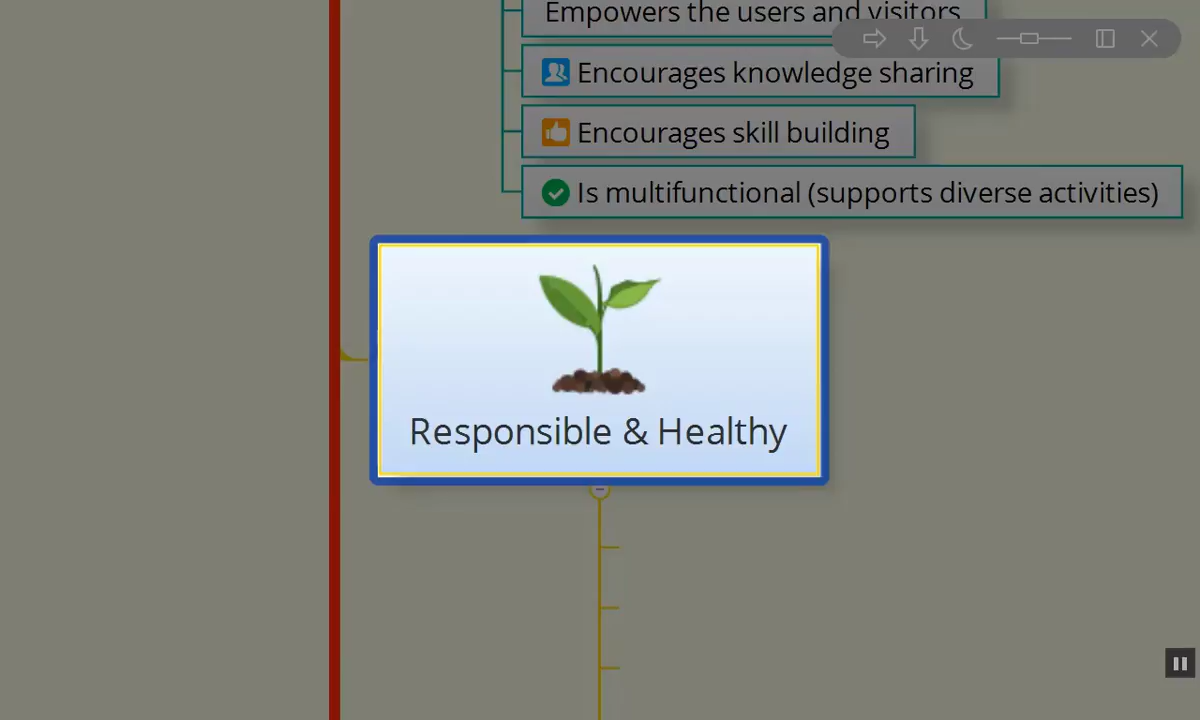 Empowers the users and visitors
Encourages knowledge sharing
Encourages skill building
Is multifunctional (supports diverse activities)
Responsible & Healthy